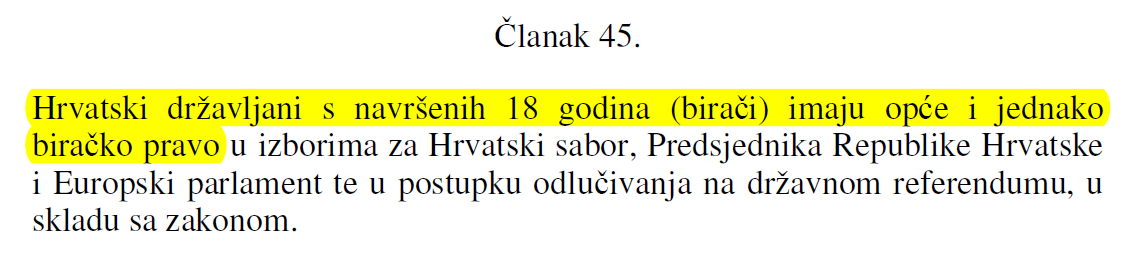 Članak 45.
Hrvatski državljani s navršenih 18 godina (birači) imaju opće i jednako
biračko pravo u izborima za Hrvatski sabor, Predsjednika Republike Hrvatske
i Europski parlament te u postupku odlučivanja na državnom referendumu, u
skladu sa zakonom.